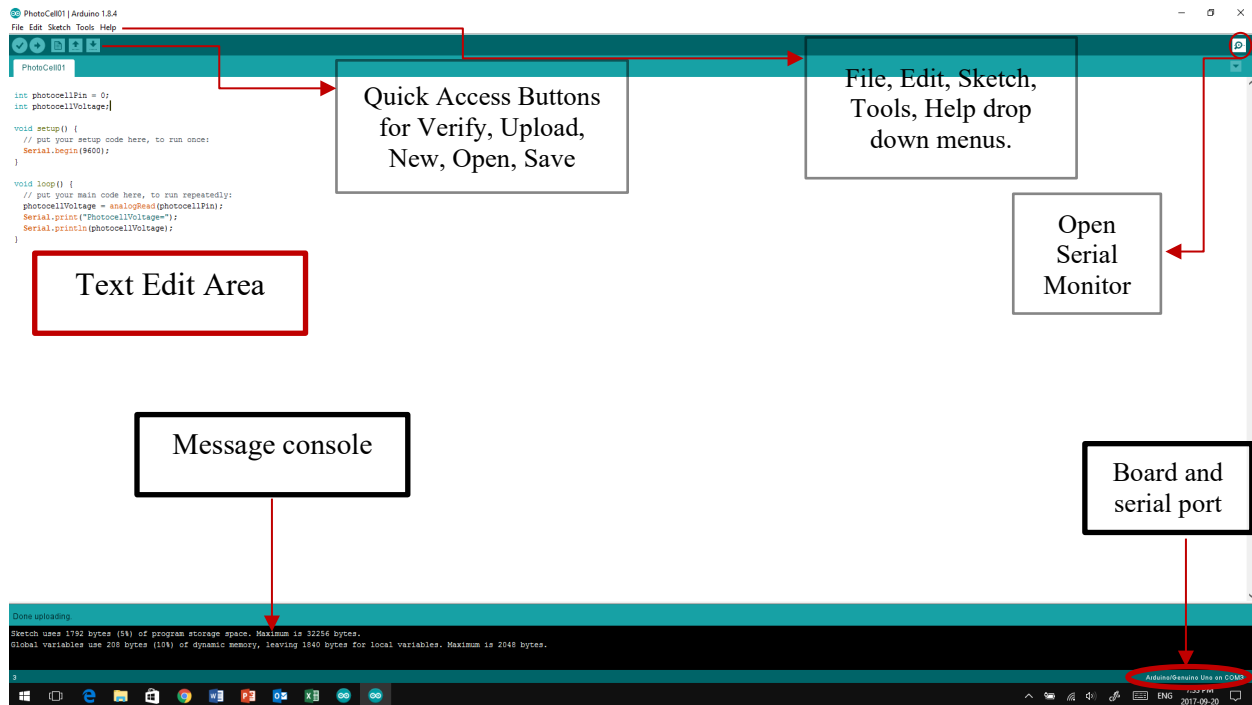 PhotoCell01 | Arduino 1.8.4
File Edit Sketch Tools Help
PhotoCell01
int photocellPin = 0;
int photocellVoltage;
void setup() {
// put your setup code here, to run once:
Serial.begin(9600);
}
void loop() {
// put your main code here, to run repeatedly:
photocellVoltage = analogRead(photocellPin);
Serial.print("PhotocellVoltage=");
Serial.println(photocellVoltage);
}
Quick Access Buttons
for Verify, Upload,
New, Open, Save
File, Edit, Sketch,
Tools, Help drop
down menus.
Open
Serial
Monitor
Text Edit Area
Message console
Board and
serial port
Done uploading.
Sketch uses 1792 bytes (5%) of program storage space. Maximum is 32256 bytes.
Global variables use 208 bytes (10%) of dynamic memory, leaving 1840 bytes for local variables. Maximum is 2048 bytes.
3
Arduino/Genuino Uno on COM3
ENG
7:53 PM
2017-09-20